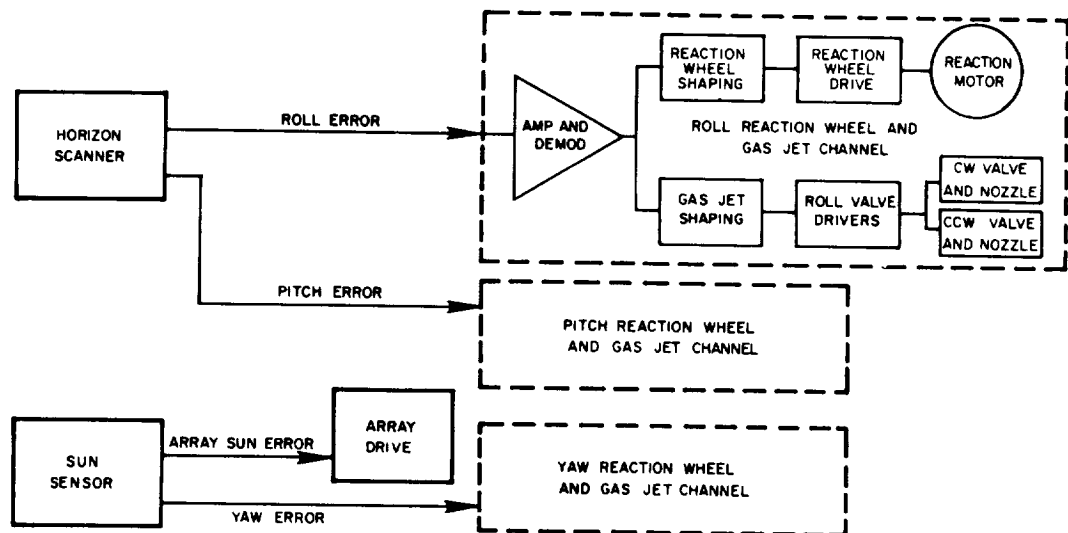 HORIZON
SCANNER
ROLL ERROR
PITCH ERROR
AMP AND
DEMOD
REACTION
WHEEL
SHAPING
REACTION
WHEEL
DRIVE
REACTION
MOTOR
ROLL REACTION WHEEL AND
GAS JET CHANNEL
GAS JET
SHAPING
ROLL VALVE
DRIVERS
CW VALVE
AND NOZZLE
CCW VALVE
AND NOZZLE
PITCH REACTION WHEEL
AND GAS JET CHANNEL
SUN
SENSOR
ARRAY SUN ERROR
YAW ERROR
ARRAY
DRIVE
YAW REACTION WHEEL
AND GAS JET CHANNEL